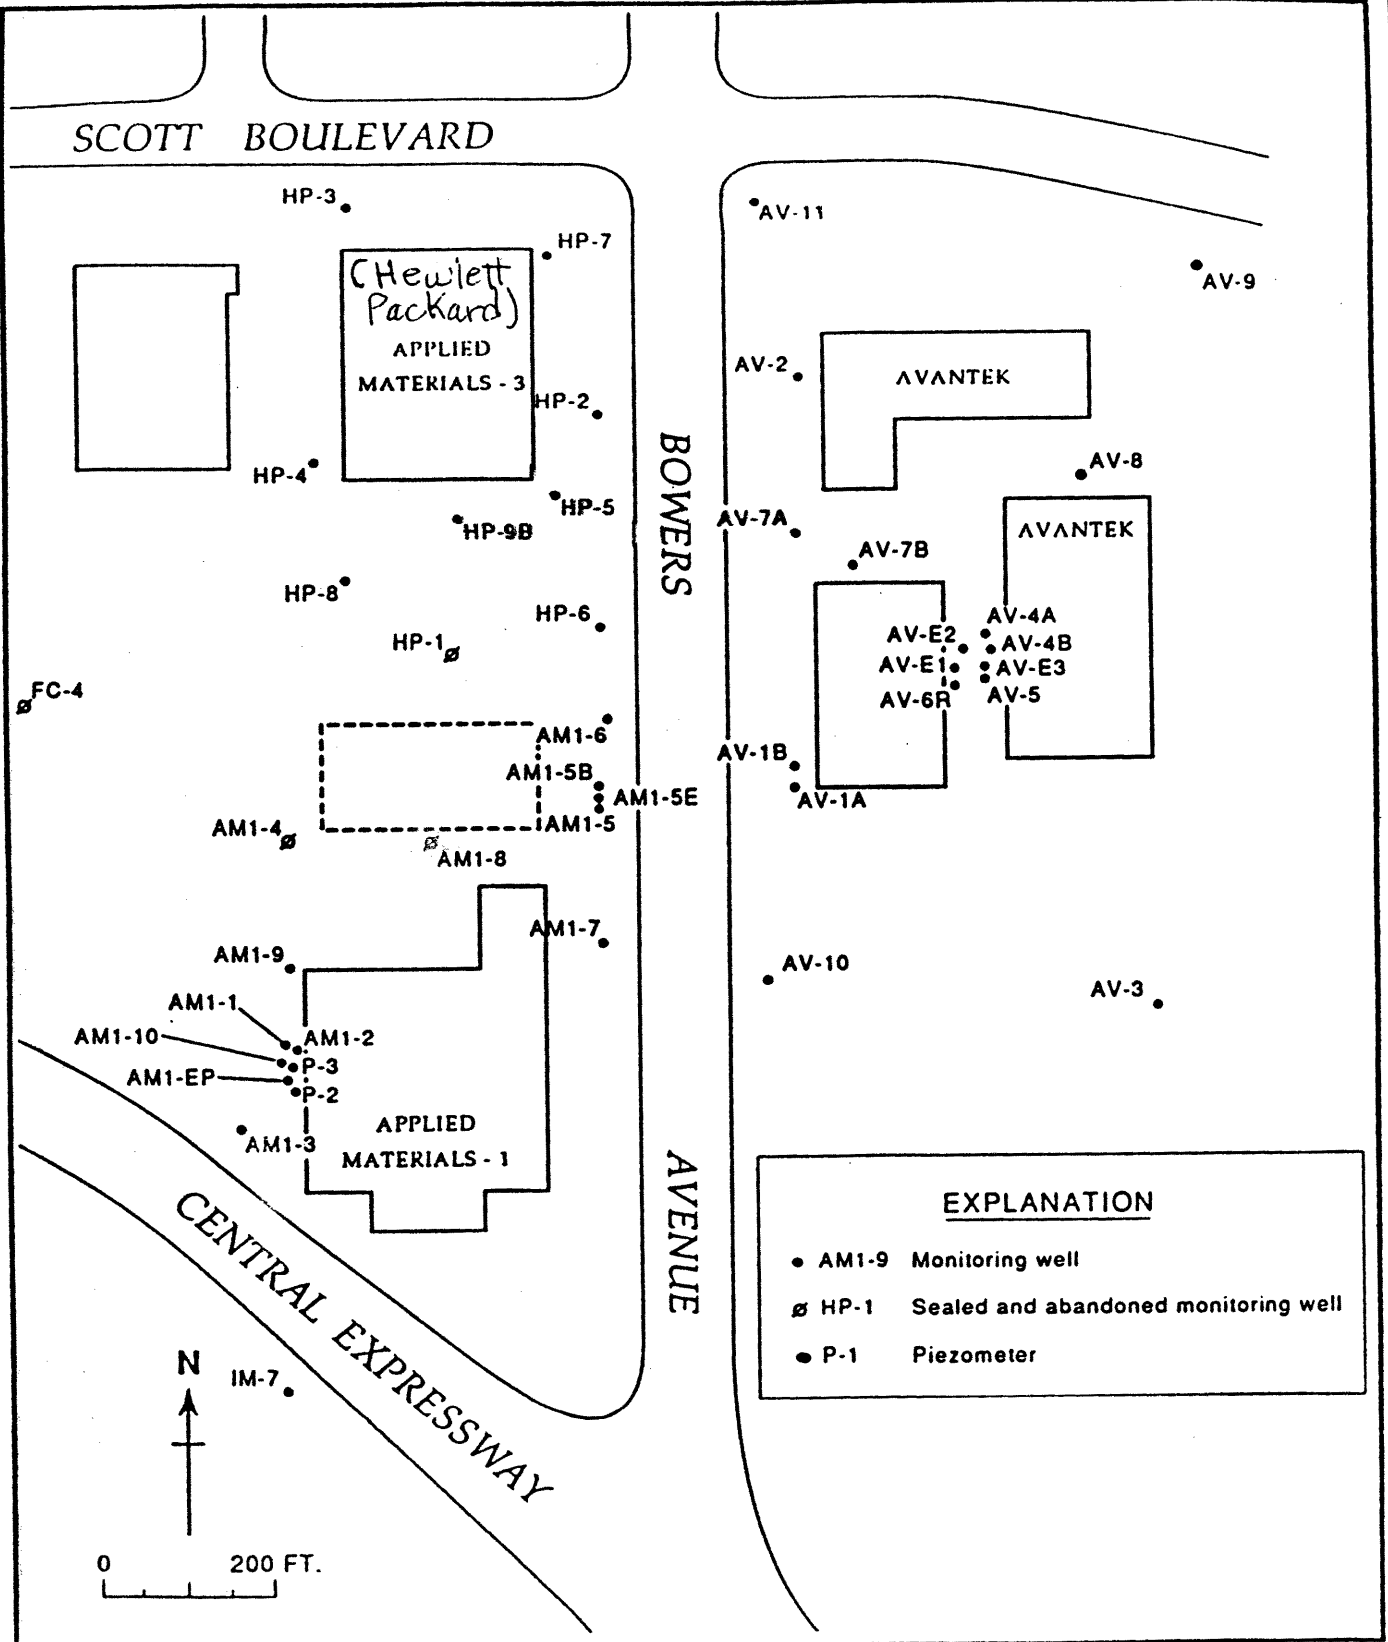 SCOTT BOULEVARD
HP-3
AV-11
HP-7
(Hewlett
Packard)
AV-9
APPLIED
MATERIALS - 3
AV-2
AVANTEK
HP-2
BOWERS
HP-4
AV-8
HP-5
HP-9B
AV-7A
AVANTEK
AV-7B
HP-8
HP-6
AV-4A
HP-1
AV-E2
AV-4B
AV-E1
AV-E3
FC-4
AV-6R
AV-5
AM1-6
AV-1B
AM1-5B
AM1-5E
AV-1A
AM1-4
AM1-5
AM1-8
AM1-7
AM1-9
AV-10
AV-3
AM1-1
AM1-10
AM1-2
P-3
AM1-EP
P-2
AM1-3
APPLIED
MATERIALS - 1
AVENUE
CENTRAL EXPRESSWAY
EXPLANATION
AM1-9 Monitoring well
HP-1 Sealed and abandoned monitoring well
P-1 Piezometer
N
IM-7
0 200 FT.